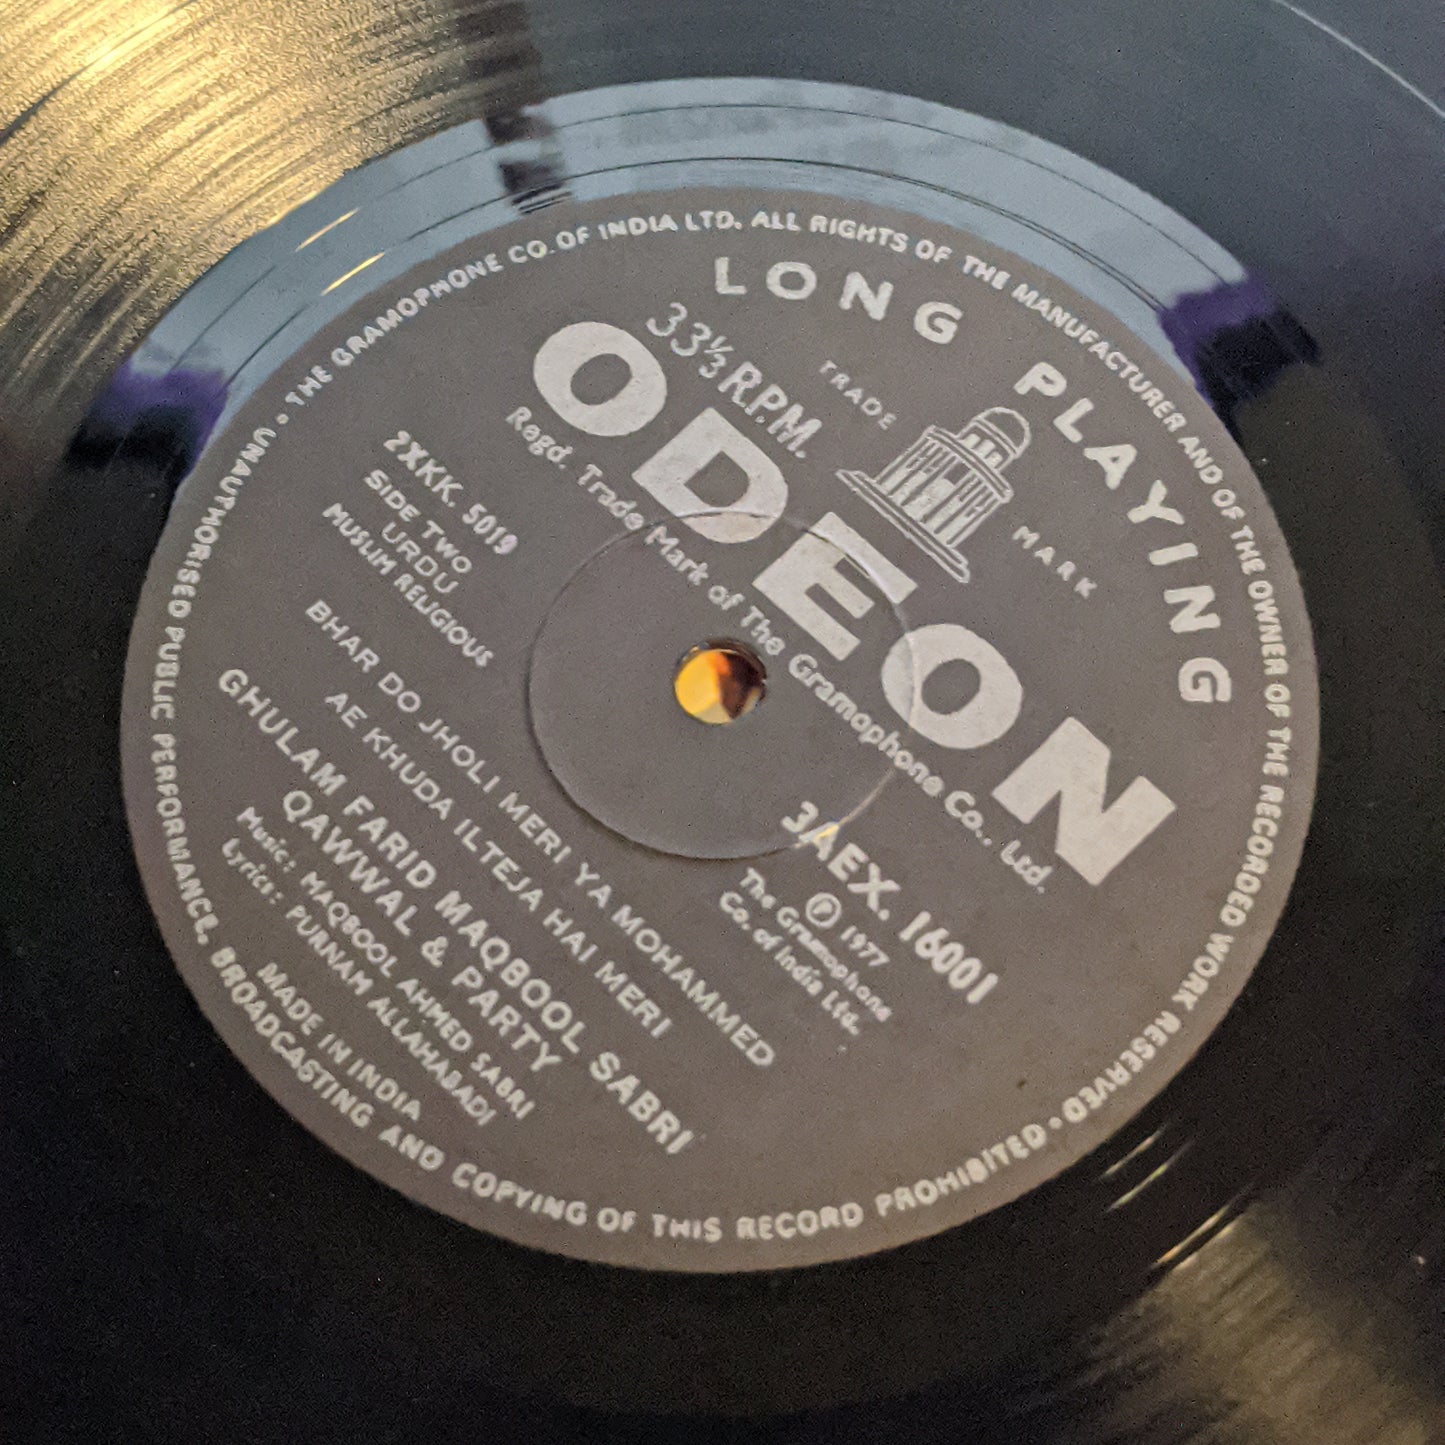 THE GRAMOPHONE CO. OF INDIA LTD. ALL RIGHTS OF THE MANUFACTURER AND OF THE OWNER OF THE RECORDED WORK RESERVED •
UNAUTHORISED PUBLIC PERFORMANCE, BROADCASTING AND COPYING OF THIS RECORD PROHIBITED •
LONG PLAYING
33⅓ R.P.M.
TRADE MARK
ODEON
Regd. Trade Mark of The Gramophone Co., Ltd.
2XKK. 5019
SIDE TWO
URDU
MUSLIM RELIGIOUS
3AEX. 16001
Ⓟ 1977
The Gramophone
Co. of India Ltd.
BHAR DO JHOLI MERI YA MOHAMMED
AE KHUDA ILTEJA HAI MERI
GHULAM FARID MAQBOOL SABRI
QAWWAL & PARTY
Music: MAQBOOL AHMED SABRI
Lyrics: PURNAM ALLAHABADI
MADE IN INDIA